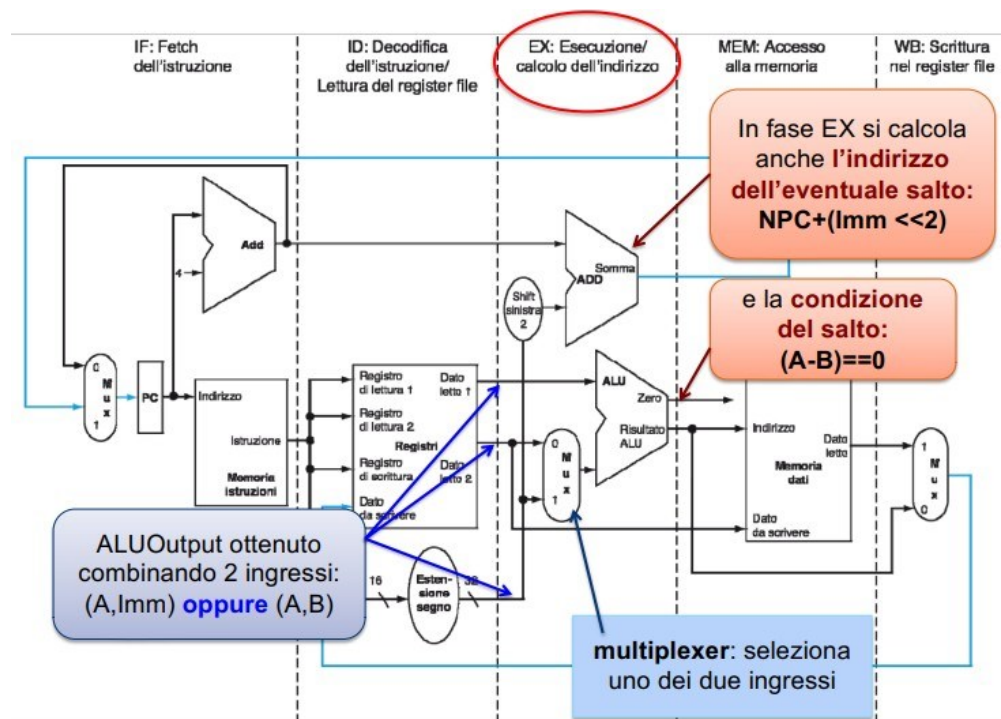 IF: Fetch
dell'istruzione
ID: Decodifica
dell'istruzione/
Lettura del register file
EX: Esecuzione/
calcolo dell'indirizzo
MEM: Accesso
alla memoria
WB: Scrittura
nel register file
In fase EX si calcola
anche l'indirizzo
dell'eventuale salto:
NPC+(Imm <<2)
Add
4
ADD
Somma
Shift
sinistra
2
e la condizione
del salto:
(A-B)==0
0
M
u
x
1
PC
Indirizzo
Istruzione
Memoria
istruzioni
Registro
di lettura 1
Dato
letto 1
Registro
di lettura 2
Registri
Registro
di scrittura
Dato
letto 2
Dato
da scrivere
0
M
u
x
1
ALU
Zero
Risultato
ALU
Indirizzo
Dato
letto
Memoria
dati
Dato
da scrivere
1
M
u
x
0
ALUOutput ottenuto
combinando 2 ingressi:
(A,Imm) oppure (A,B)
16
Esten-
sione
segno
32
multiplexer: seleziona
uno dei due ingressi